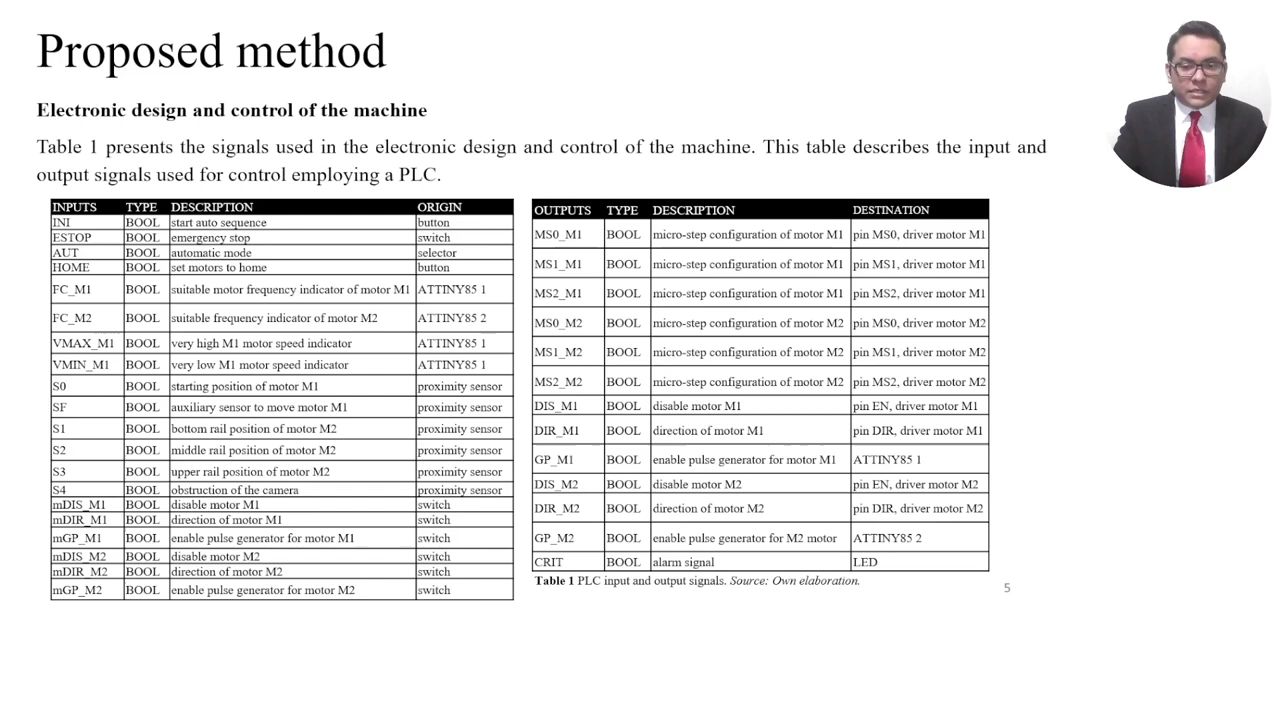 Proposed method
Electronic design and control of the machine
Table 1 presents the signals used in the electronic design and control of the machine. This table describes the input and
output signals used for control employing a PLC.
INPUTS TYPE DESCRIPTION ORIGIN
INI BOOL start auto sequence button
ESTOP BOOL emergency stop switch
AUT BOOL automatic mode selector
HOME BOOL set motors to home button
FC_M1 BOOL suitable motor frequency indicator of motor M1 ATTINY85 1
FC_M2 BOOL suitable frequency indicator of motor M2 ATTINY85 2
VMAX_M1 BOOL very high M1 motor speed indicator ATTINY85 1
VMIN_M1 BOOL very low M1 motor speed indicator ATTINY85 1
S0 BOOL starting position of motor M1 proximity sensor
SF BOOL auxiliary sensor to move motor M1 proximity sensor
S1 BOOL bottom rail position of motor M2 proximity sensor
S2 BOOL middle rail position of motor M2 proximity sensor
S3 BOOL upper rail position of motor M2 proximity sensor
S4 BOOL obstruction of the camera proximity sensor
mDIS_M1 BOOL disable motor M1 switch
mDIR_M1 BOOL direction of motor M1 switch
mGP_M1 BOOL enable pulse generator for motor M1 switch
mDIS_M2 BOOL disable motor M2 switch
mDIR_M2 BOOL direction of motor M2 switch
mGP_M2 BOOL enable pulse generator for motor M2 switch
OUTPUTS TYPE DESCRIPTION DESTINATION
MS0_M1 BOOL micro-step configuration of motor M1 pin MS0, driver motor M1
MS1_M1 BOOL micro-step configuration of motor M1 pin MS1, driver motor M1
MS2_M1 BOOL micro-step configuration of motor M1 pin MS2, driver motor M1
MS0_M2 BOOL micro-step configuration of motor M2 pin MS0, driver motor M2
MS1_M2 BOOL micro-step configuration of motor M2 pin MS1, driver motor M2
MS2_M2 BOOL micro-step configuration of motor M2 pin MS2, driver motor M2
DIS_M1 BOOL disable motor M1 pin EN, driver motor M1
DIR_M1 BOOL direction of motor M1 pin DIR, driver motor M1
GP_M1 BOOL enable pulse generator for motor M1 ATTINY85 1
DIS_M2 BOOL disable motor M2 pin EN, driver motor M2
DIR_M2 BOOL direction of motor M2 pin DIR, driver motor M2
GP_M2 BOOL enable pulse generator for M2 motor ATTINY85 2
CRIT BOOL alarm signal LED
Table 1 PLC input and output signals. Source: Own elaboration.
5